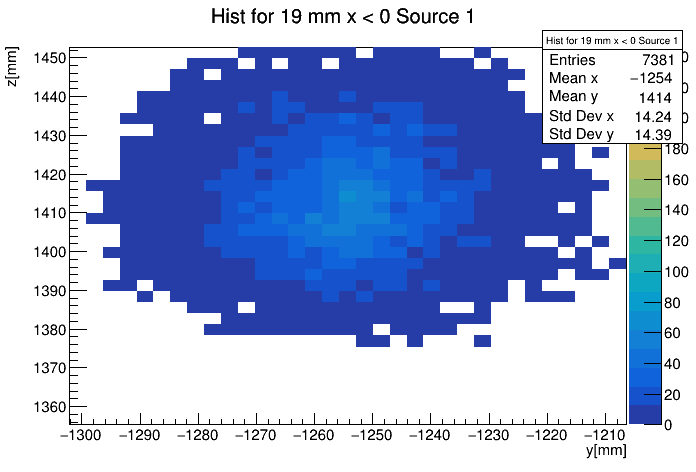 Hist for 19 mm x < 0 Source 1
z[mm]
Hist for 19 mm x < 0 Source 1
Entries 7381
Mean x −1254
Mean y 1414
Std Dev x 14.24
Std Dev y 14.39
1450
1440
1430
1420
1410
1400
1390
1380
1370
1360
0
180
160
140
120
100
80
60
40
20
0
−1300 −1290 −1280 −1270 −1260 −1250 −1240 −1230 −1220 −1210
y[mm]